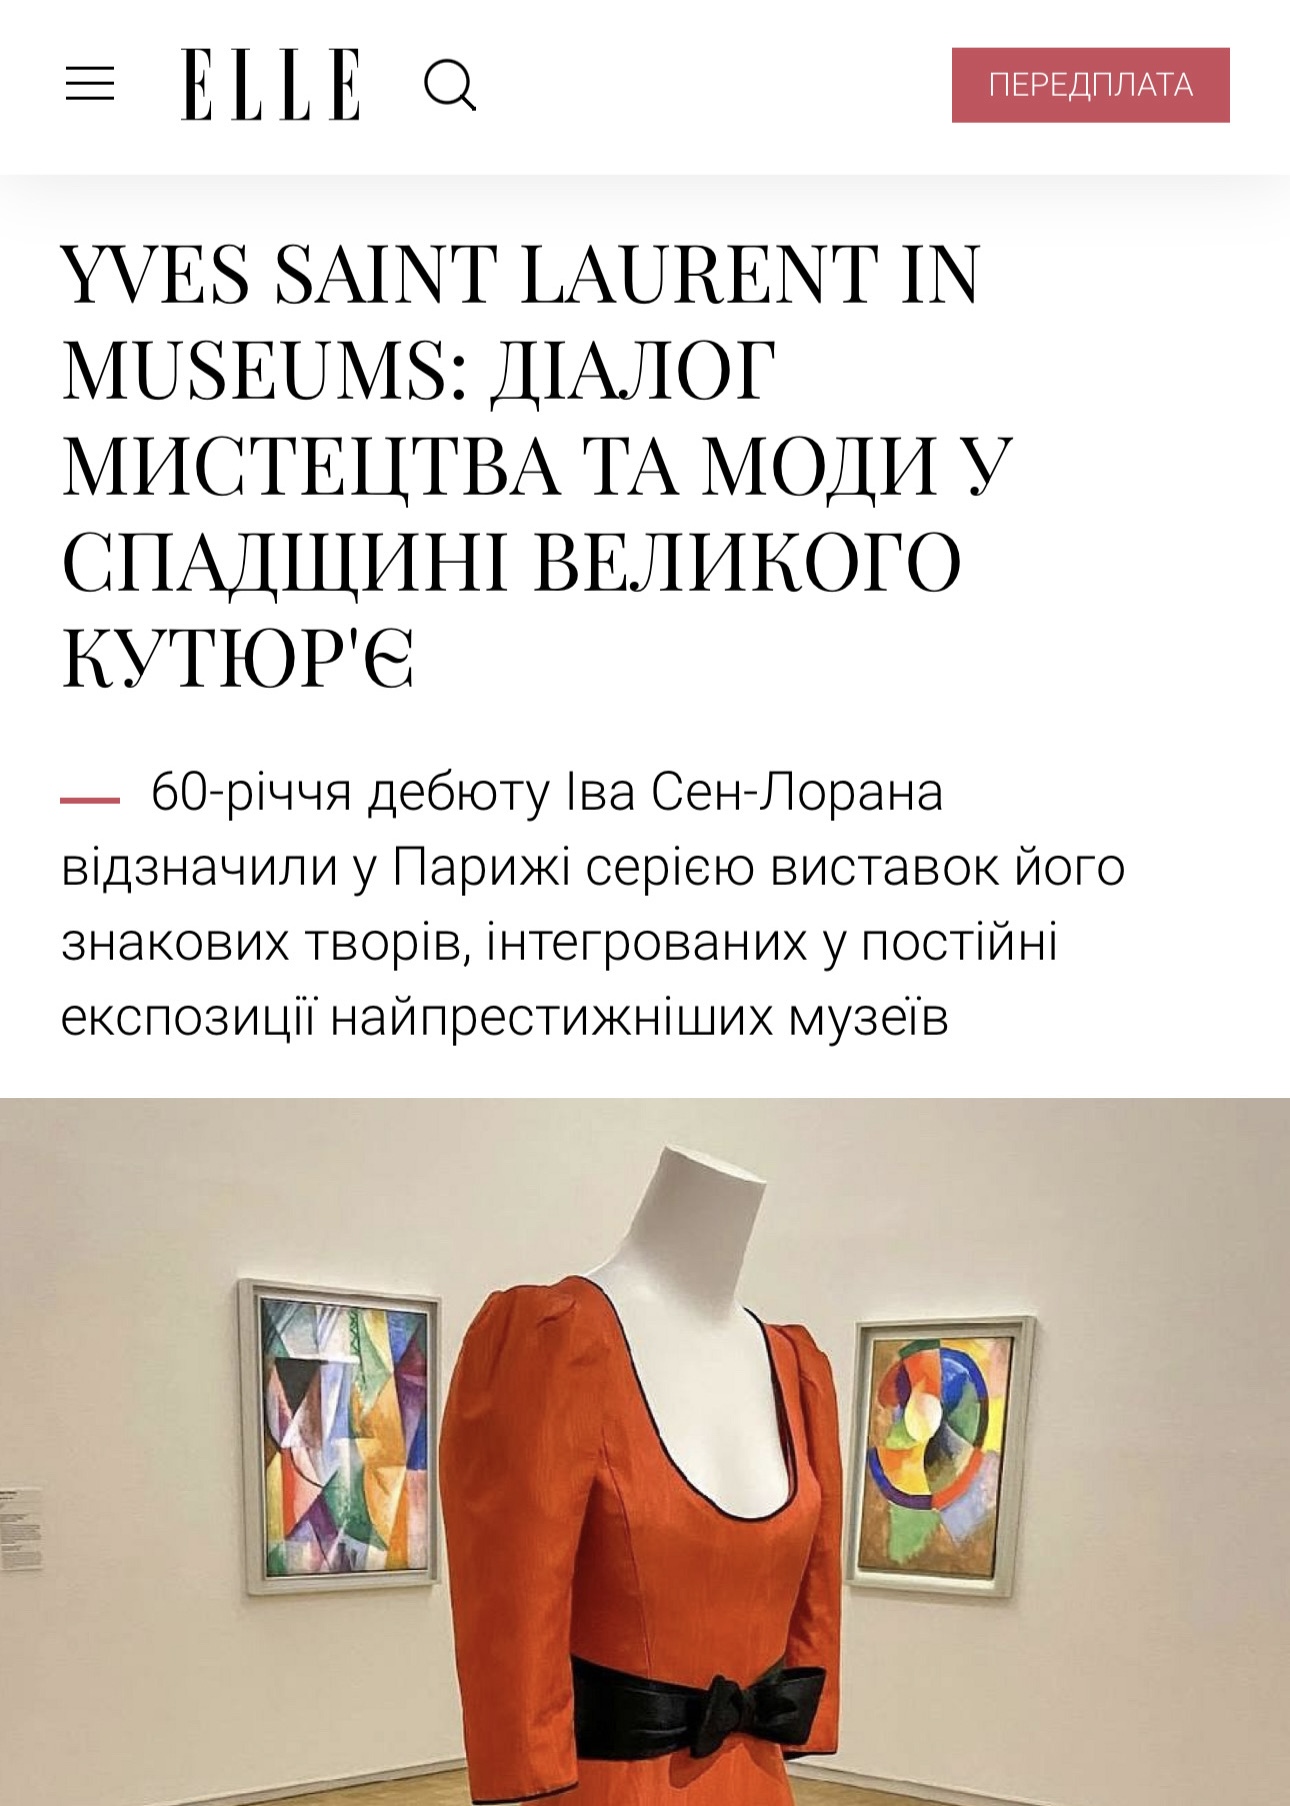 ELLE
ПЕРЕДПЛАТА
YVES SAINT LAURENT IN
MUSEUMS: ДІАЛОГ
МИСТЕЦТВА ТА МОДИ У
СПАДЩИНІ ВЕЛИКОГО
КУТЮР'Є
60-річчя дебюту Іва Сен-Лорана
відзначили у Парижі серією виставок його
знакових творів, інтегрованих у постійні
експозиції найпрестижніших музеїв